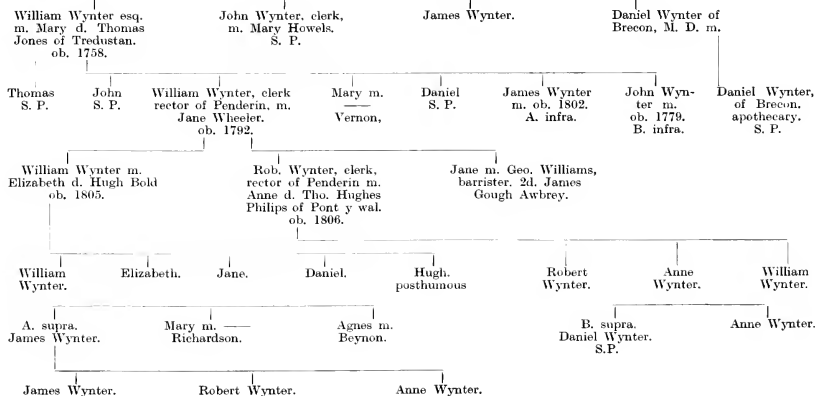 William Wynter esq.
m. Mary d. Thomas
Jones of Tredustan.
ob. 1758.
John Wynter, clerk,
m. Mary Howels.
S. P.
James Wynter.
Daniel Wynter of
Brecon, M. D. m.
Thomas
S. P.
John
S. P.
William Wynter, clerk
rector of Penderin, m.
Jane Wheeler.
ob. 1792.
Mary m.
——
Vernon,
Daniel
S. P.
James Wynter
m. ob. 1802.
A. infra.
John Wyn-
ter m.
ob. 1779.
B. infra.
Daniel Wynter,
of Brecon.
apothecary.
S. P.
William Wynter m.
Elizabeth d. Hugh Bold
ob. 1805.
Rob. Wynter, clerk,
rector of Penderin m.
Anne d. Tho. Hughes
Philips of Pont y wal.
ob. 1806.
Jane m. Geo. Williams,
barrister. 2d. James
Gough Awbrey.
William
Wynter.
Elizabeth.
Jane.
Daniel.
Hugh.
posthumous
Robert
Wynter.
Anne
Wynter.
William
Wynter.
A. supra.
James Wynter.
Mary m. ——
Richardson.
Agnes m.
Beynon.
B. supra.
Daniel Wynter.
S.P.
Anne Wynter.
James Wynter.
Robert Wynter.
Anne Wynter.